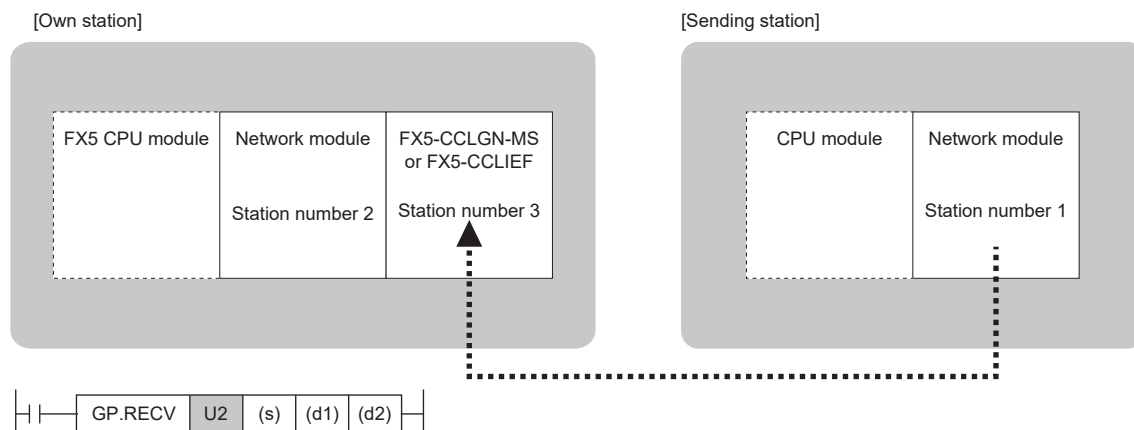 [Own station]
[Sending station]
FX5 CPU module
Network module
Station number 2
FX5-CCLGN-MS
or FX5-CCLIEF
Station number 3
CPU module
Network module
Station number 1
GP.RECV U2 (s) (d1) (d2)